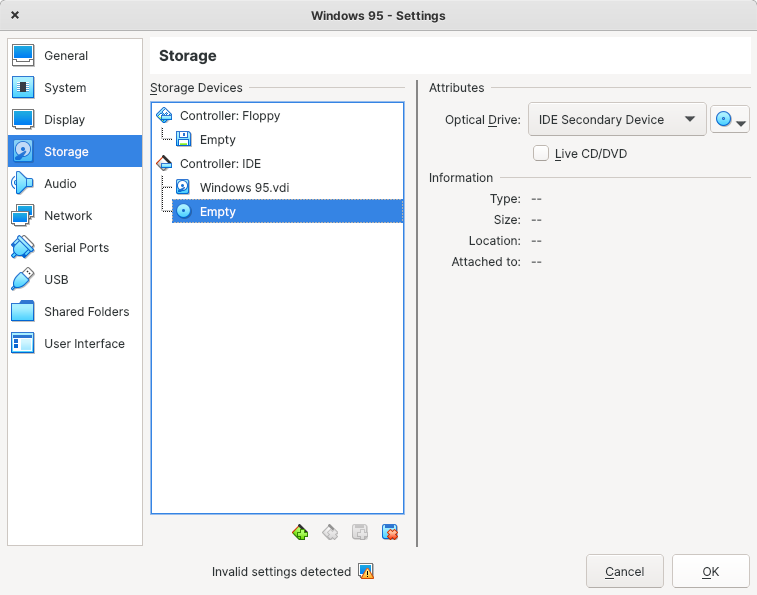 Windows 95 - Settings
General
System
Display
Storage
Audio
Network
Serial Ports
USB
Shared Folders
User Interface
Storage
Storage Devices
Controller: Floppy
Empty
Controller: IDE
Windows 95.vdi
Empty
Attributes
Optical Drive: IDE Secondary Device
Live CD/DVD
Information
Type: --
Size: --
Location: --
Attached to: --
Invalid settings detected
Cancel
OK